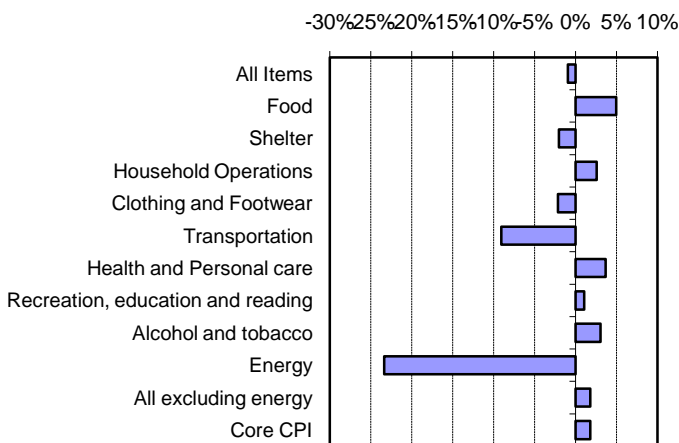 -30%-25%-20%-15%-10%-5% 0% 5% 10%
All Items
Food
Shelter
Household Operations
Clothing and Footwear
Transportation
Health and Personal care
Recreation, education and reading
Alcohol and tobacco
Energy
All excluding energy
Core CPI